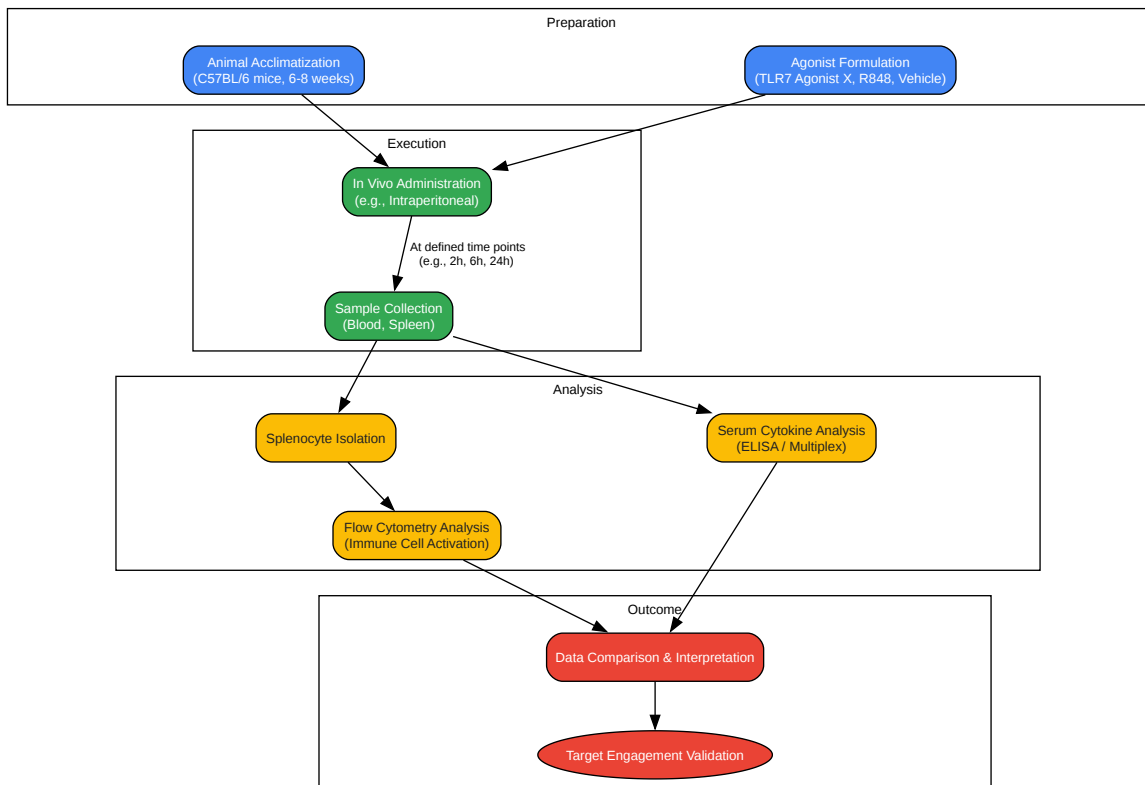 Preparation
Animal Acclimatization
(C57BL/6 mice, 6-8 weeks)
Agonist Formulation
(TLR7 Agonist X, R848, Vehicle)
Execution
In Vivo Administration
(e.g., Intraperitoneal)
At defined time points
(e.g., 2h, 6h, 24h)
Sample Collection
(Blood, Spleen)
Analysis
Splenocyte Isolation
Serum Cytokine Analysis
(ELISA / Multiplex)
Flow Cytometry Analysis
(Immune Cell Activation)
Outcome
Data Comparison & Interpretation
Target Engagement Validation